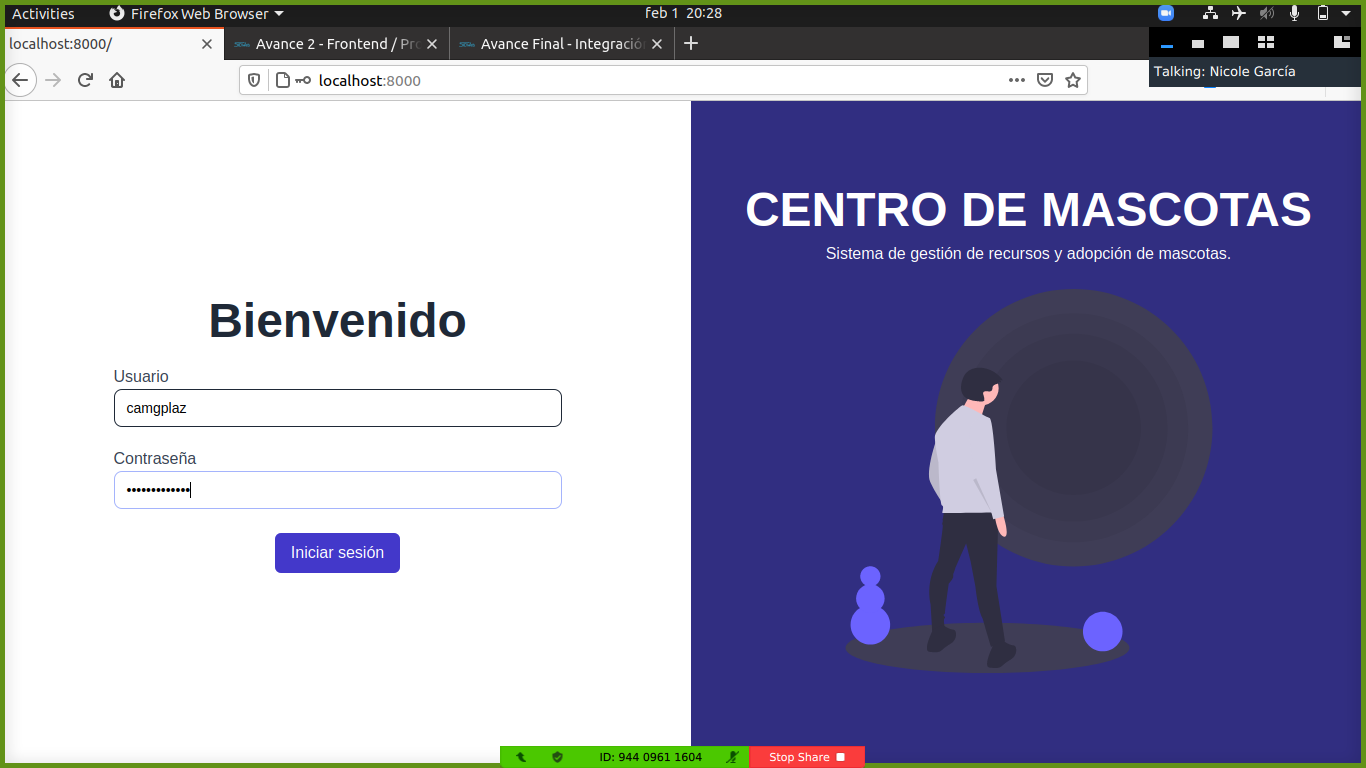 Activities Firefox Web Browser feb 1 20:28
localhost:8000/ Avance 2 - Frontend / Pro Avance Final - Integración
localhost:8000
Talking: Nicole García
Bienvenido
Usuario
camgplaz
Contraseña
•••••••••••••
Iniciar sesión
CENTRO DE MASCOTAS
Sistema de gestión de recursos y adopción de mascotas.
ID: 944 0961 1604 Stop Share